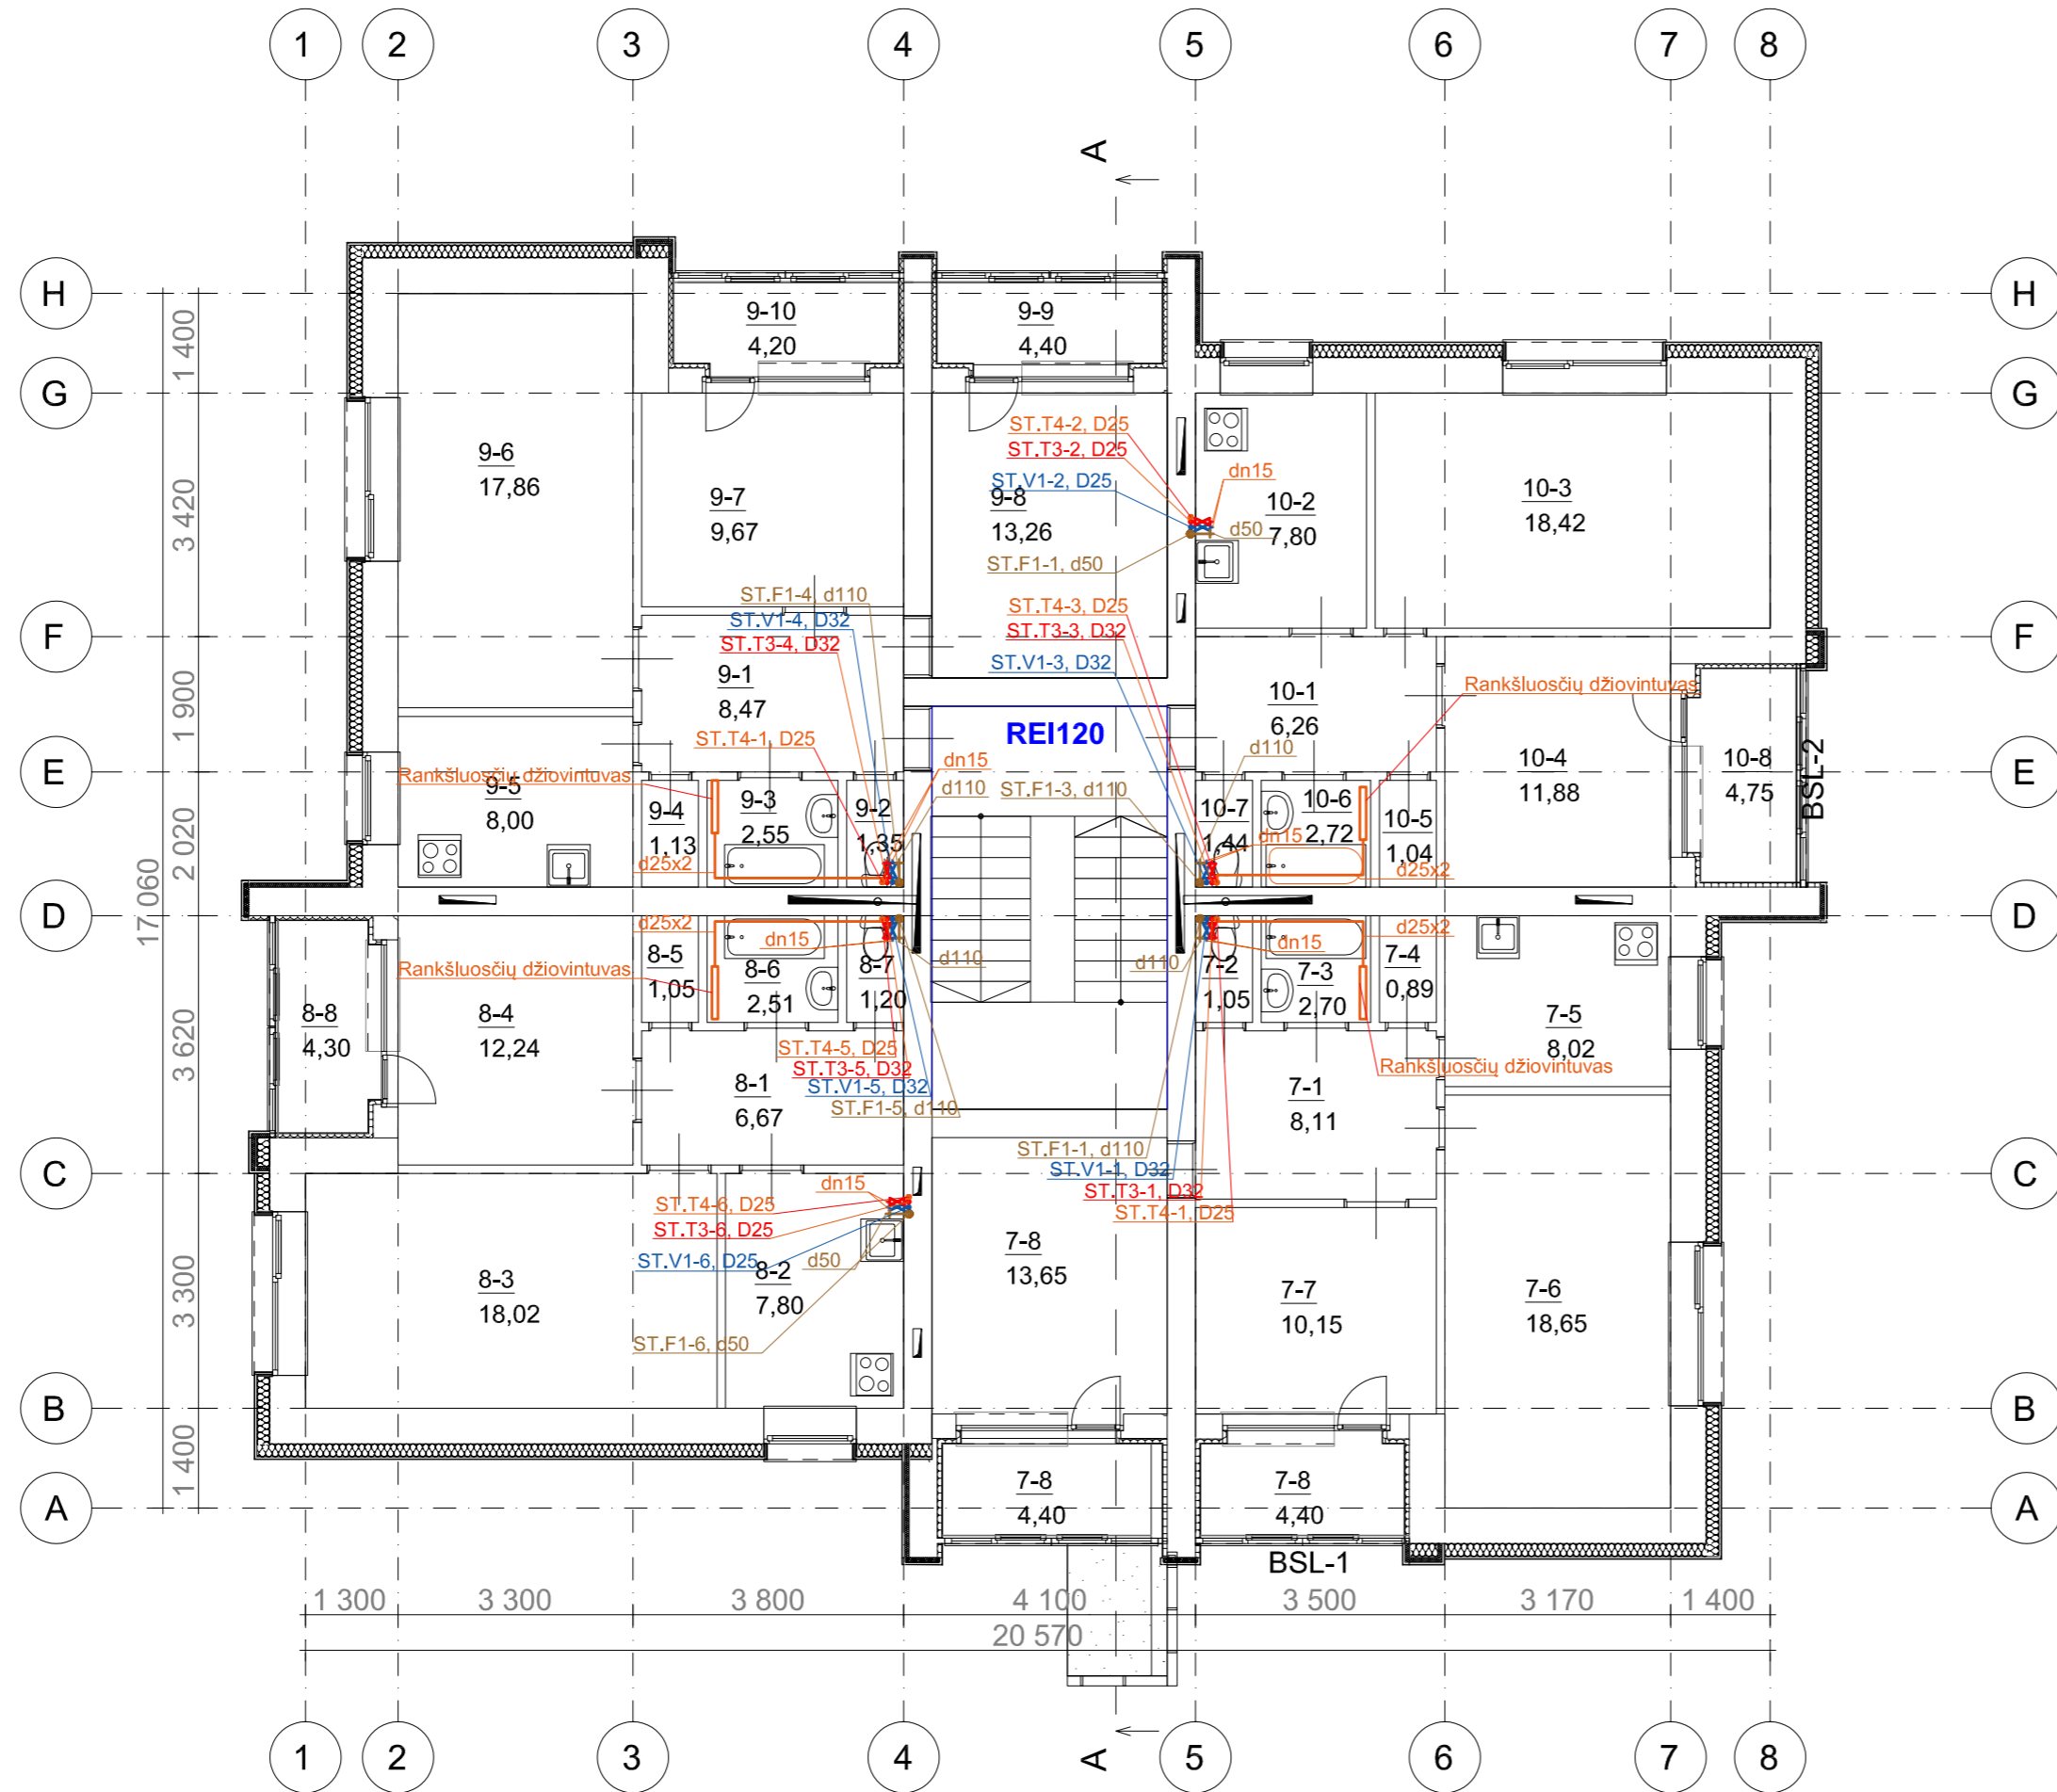 1 2 3 4 5 6 7 8
A
H H
1 400
9-10
4,20
9-9
4,40
G G
3 420
9-6
17,86
9-7
9,67
9-8
13,26
ST.T4-2, D25
ST.T3-2, D25
ST.V1-2, D25
dn15
10-2
7,80
d50
ST.F1-1, d50
10-3
18,42
ST.F1-4, d110
ST.V1-4, D32
ST.T3-4, D32
ST.T4-3, D25
ST.T3-3, D32
ST.V1-3, D32
F F
1 900
9-1
8,47
ST.T4-1, D25
REI120
10-1
6,26
Rankšluosčių džiovintuvas
d110
dn15
d110
ST.F1-3, d110
E E
Rankšluosčių džiovintuvas
9-5
8,00
10-4
11,88
10-8
4,75
BSL-2
2 020
9-4
1,13
9-3
2,55
9-2
1,35
10-7
1,44
dn15
10-6
2,72
10-5
1,04
d25x2
d25x2
17 060
D D
d25x2
dn15
d110
d110
dn15
d25x2
Rankšluosčių džiovintuvas
8-5
1,05
8-6
2,51
8-7
1,20
7-2
1,05
7-3
2,70
7-4
0,89
3 620
8-8
4,30
8-4
12,24
7-5
8,02
ST.T4-5, D25
ST.T3-5, D32
ST.V1-5, D32
ST.F1-5, d110
Rankšluosčių džiovintuvas
8-1
6,67
7-1
8,11
ST.F1-1, d110
ST.V1-1, D32
ST.T3-1, D32
ST.T4-1, D25
C C
dn15
ST.T4-6, D25
ST.T3-6, D25
ST.V1-6, D25
d50
ST.F1-6, d50
3 300
8-3
18,02
8-2
7,80
7-8
13,65
7-7
10,15
7-6
18,65
B B
1 400
7-8
4,40
7-8
4,40
A A
BSL-1
1 300 3 300 3 800 4 100 3 500 3 170 1 400
20 570
A
1 2 3 4 5 6 7 8